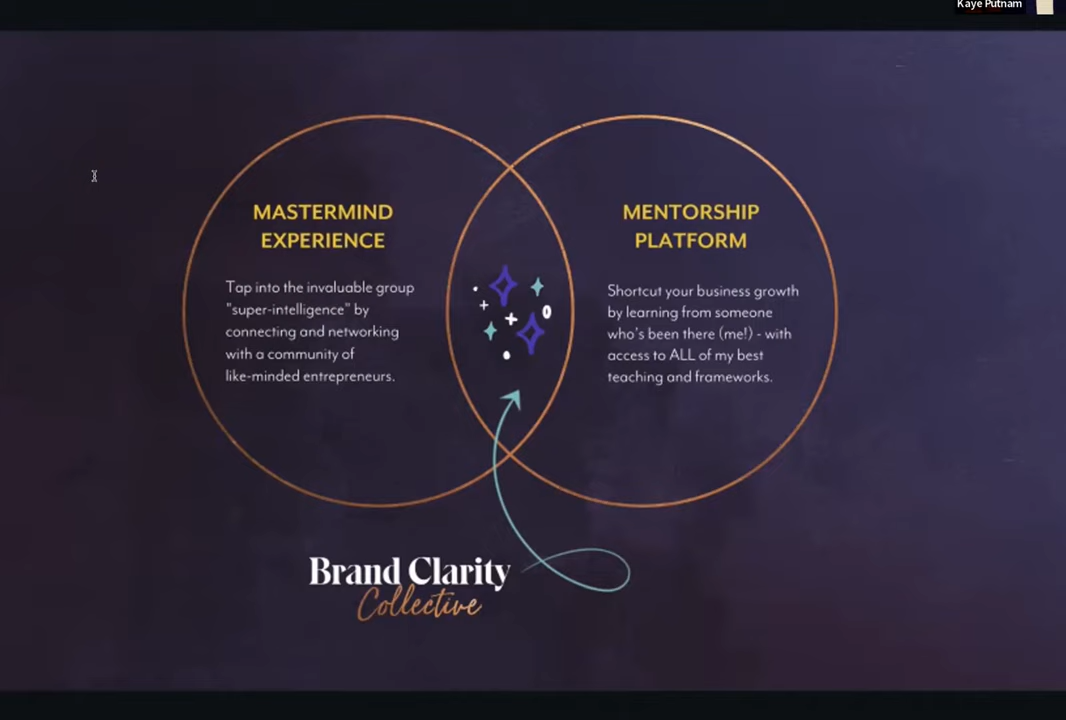 Kaye Putnam
MASTERMIND
EXPERIENCE
Tap into the invaluable group
"super-intelligence" by
connecting and networking
with a community of
like-minded entrepreneurs.
MENTORSHIP
PLATFORM
Shortcut your business growth
by learning from someone
who's been there (me!) - with
access to ALL of my best
teaching and frameworks.
Brand Clarity
Collective